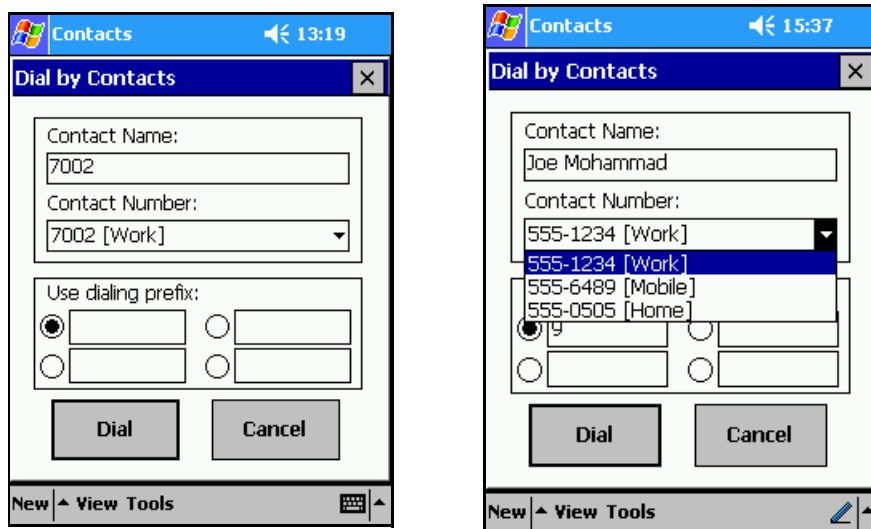 Contacts 13:19
Dial by Contacts
Contact Name:
7002
Contact Number:
7002 [Work]
Use dialing prefix:
Dial Cancel
New View Tools
Contacts 15:37
Dial by Contacts
Contact Name:
Joe Mohammad
Contact Number:
555-1234 [Work]
555-1234 [Work]
555-6489 [Mobile]
555-0505 [Home]
9
Dial Cancel
New View Tools